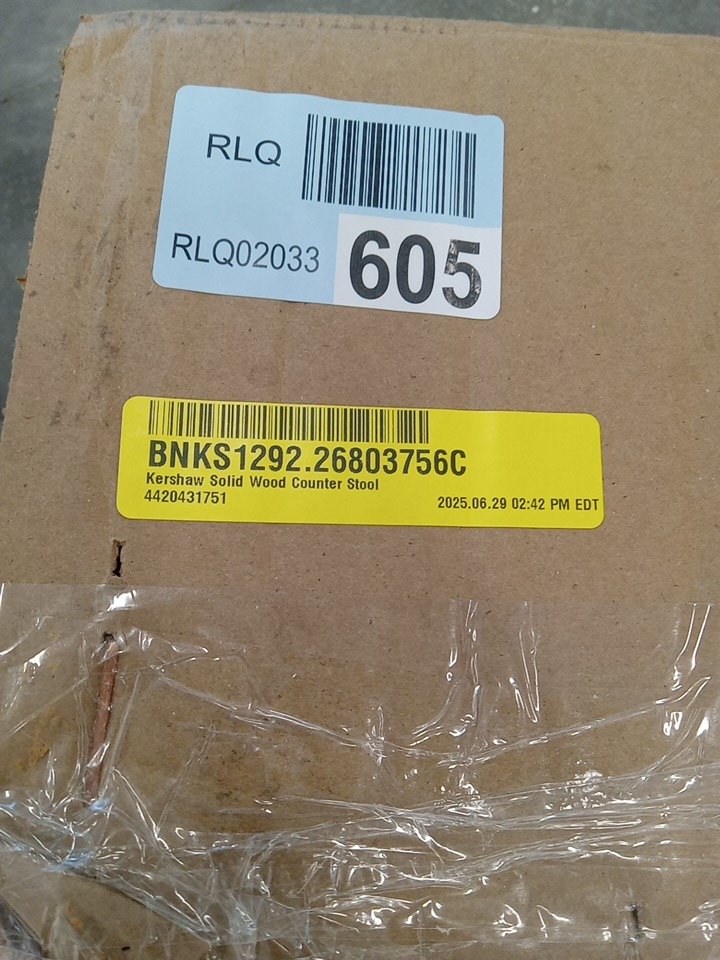 RLQ
RLQ02033 605
BNKS1292.26803756C
Kershaw Solid Wood Counter Stool
4420431751 2025.06.29 02:42 PM EDT